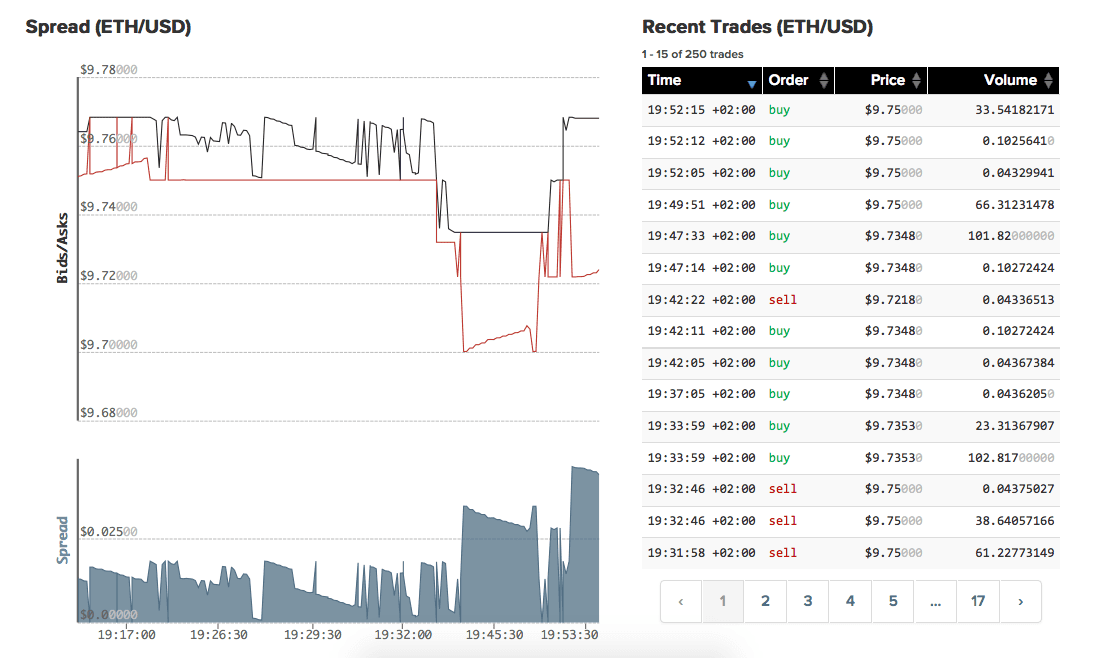 Spread (ETH/USD)
$9.78000
$9.76000
$9.74000
$9.72000
$9.70000
$9.68000
Bids/Asks
$0.02500
$0.00000
Spread
19:17:00 19:26:30 19:29:30 19:32:00 19:45:30 19:53:30
Recent Trades (ETH/USD)
1 - 15 of 250 trades
Time Order Price Volume
19:52:15 +02:00 buy $9.75000 33.54182171
19:52:12 +02:00 buy $9.75000 0.10256410
19:52:05 +02:00 buy $9.75000 0.04329941
19:49:51 +02:00 buy $9.75000 66.31231478
19:47:33 +02:00 buy $9.73480 101.82000000
19:47:14 +02:00 buy $9.73480 0.10272424
19:42:22 +02:00 sell $9.72180 0.04336513
19:42:11 +02:00 buy $9.73480 0.10272424
19:42:05 +02:00 buy $9.73480 0.04367384
19:37:05 +02:00 buy $9.73480 0.04362050
19:33:59 +02:00 buy $9.73530 23.31367907
19:33:59 +02:00 buy $9.73530 102.81700000
19:32:46 +02:00 sell $9.75000 0.04375027
19:32:46 +02:00 sell $9.75000 38.64057166
19:31:58 +02:00 sell $9.75000 61.22773149
‹ 1 2 3 4 5 ... 17 ›